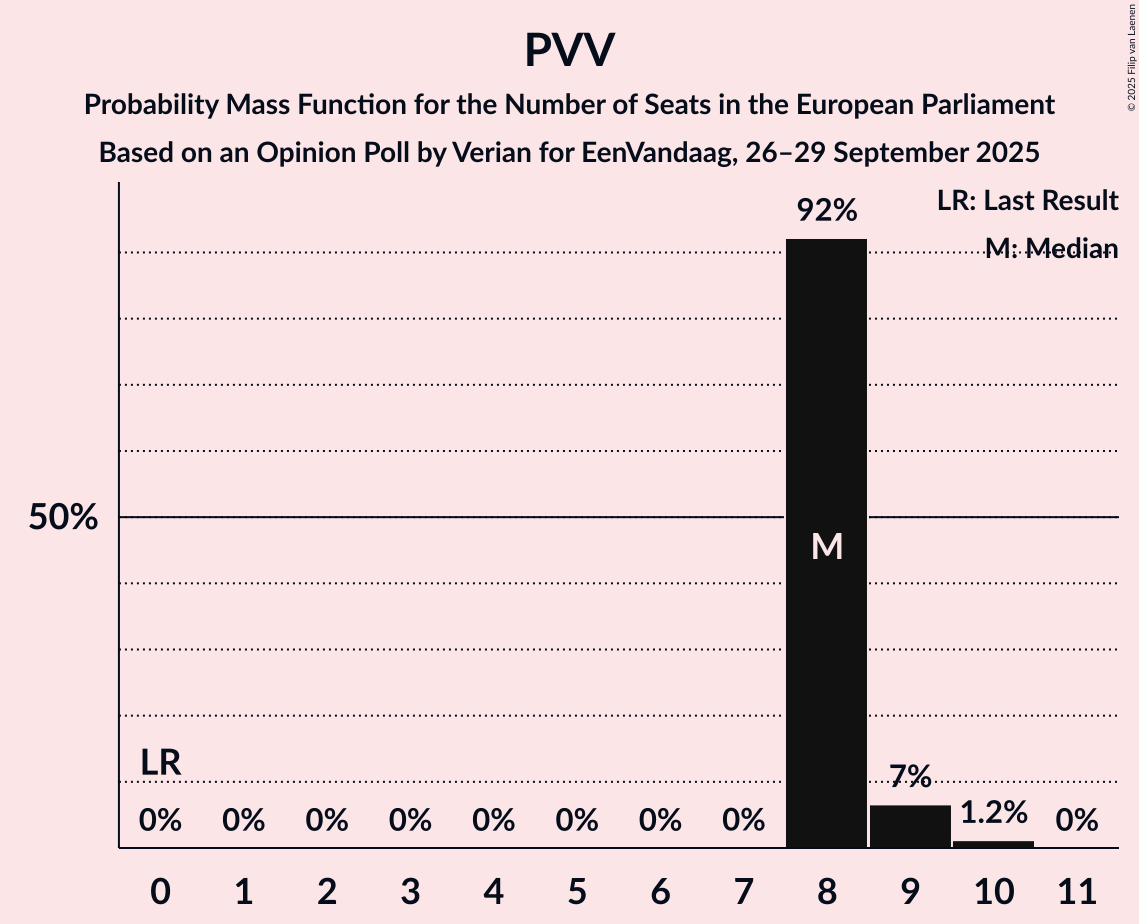 PVV
Probability Mass Function for the Number of Seats in the European Parliament
Based on an Opinion Poll by Verian for EenVandaag, 26–29 September 2025
© 2025 Filip van Laenen
LR: Last Result
M: Median
92%
50%
M
LR
7%
0% 0% 0% 0% 0% 0% 0% 0% 1.2% 0%
0 1 2 3 4 5 6 7 8 9 10 11